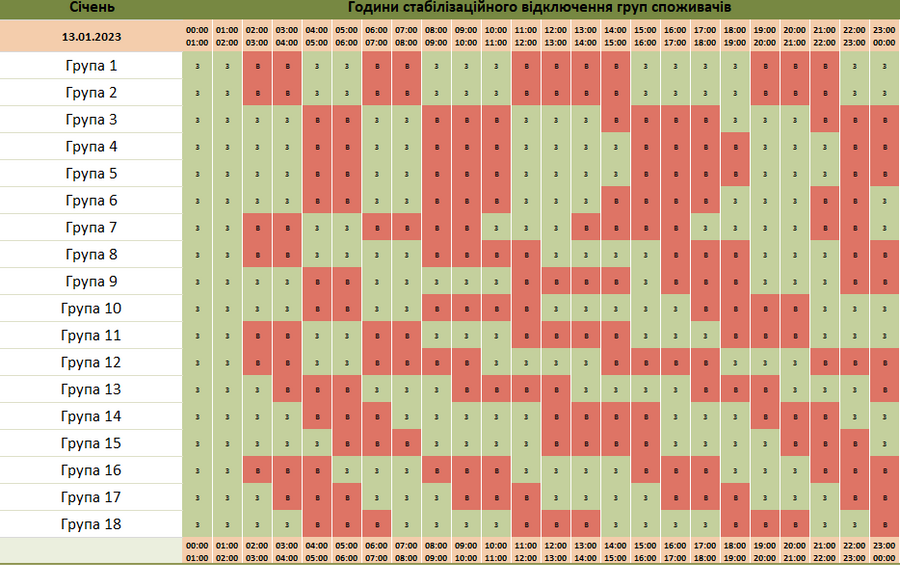 Січень Години стабілізаційного відключення груп споживачів
13.01.2023 00:00 01:00 02:00 03:00 04:00 05:00 06:00 07:00 08:00 09:00 10:00 11:00 12:00 13:00 14:00 15:00 16:00 17:00 18:00 19:00 20:00 21:00 22:00 23:00
01:00 02:00 03:00 04:00 05:00 06:00 07:00 08:00 09:00 10:00 11:00 12:00 13:00 14:00 15:00 16:00 17:00 18:00 19:00 20:00 21:00 22:00 23:00 00:00
Група 1 З З В В З З В В З З З В В В В З З З З В В В З З
Група 2 З З В В З З В В З З З В В В В З З З З В В В З З
Група 3 З З З З В В З З В В В З З З В В В В З З З В В В
Група 4 З З З З В В З З В В В З З З З В В В В З З З В В
Група 5 З З З З В В З З В В В З З З З В В В В З З З В В
Група 6 З З З З В В З З В В В З З З В В В В З З З В В З
Група 7 З З В В З З В В В В З З З В В В В З З З З В В З
Група 8 З З В В З З З З В В В В З З З З В В В З З З В В
Група 9 З З З З В В З З З З З В В В В З В В В З З З В В
Група 10 З З З З В В З З В В В В З З З З З В В В В З З З
Група 11 З З В В З З В В З З З В В В В З З З В В В З З З
Група 12 З З В В З З В В В В З З З З В В В В З З З В В В
Група 13 З З З В В В З З З В В В В З З З З В В В З З З В
Група 14 З З З З В В В З З З З З В В В В З З З В В В З З
Група 15 З З З З З В В В З З З З В В В В З З З З В В В З
Група 16 З З В В В З З З В В В З З З З В В В З З З В В В
Група 17 З З З В В В З З З В В В З З З З В В В З З З В В
Група 18 З З З З В В В З З З З В В В З З З З В В В З З В
00:00 01:00 02:00 03:00 04:00 05:00 06:00 07:00 08:00 09:00 10:00 11:00 12:00 13:00 14:00 15:00 16:00 17:00 18:00 19:00 20:00 21:00 22:00 23:00
01:00 02:00 03:00 04:00 05:00 06:00 07:00 08:00 09:00 10:00 11:00 12:00 13:00 14:00 15:00 16:00 17:00 18:00 19:00 20:00 21:00 22:00 23:00 00:00